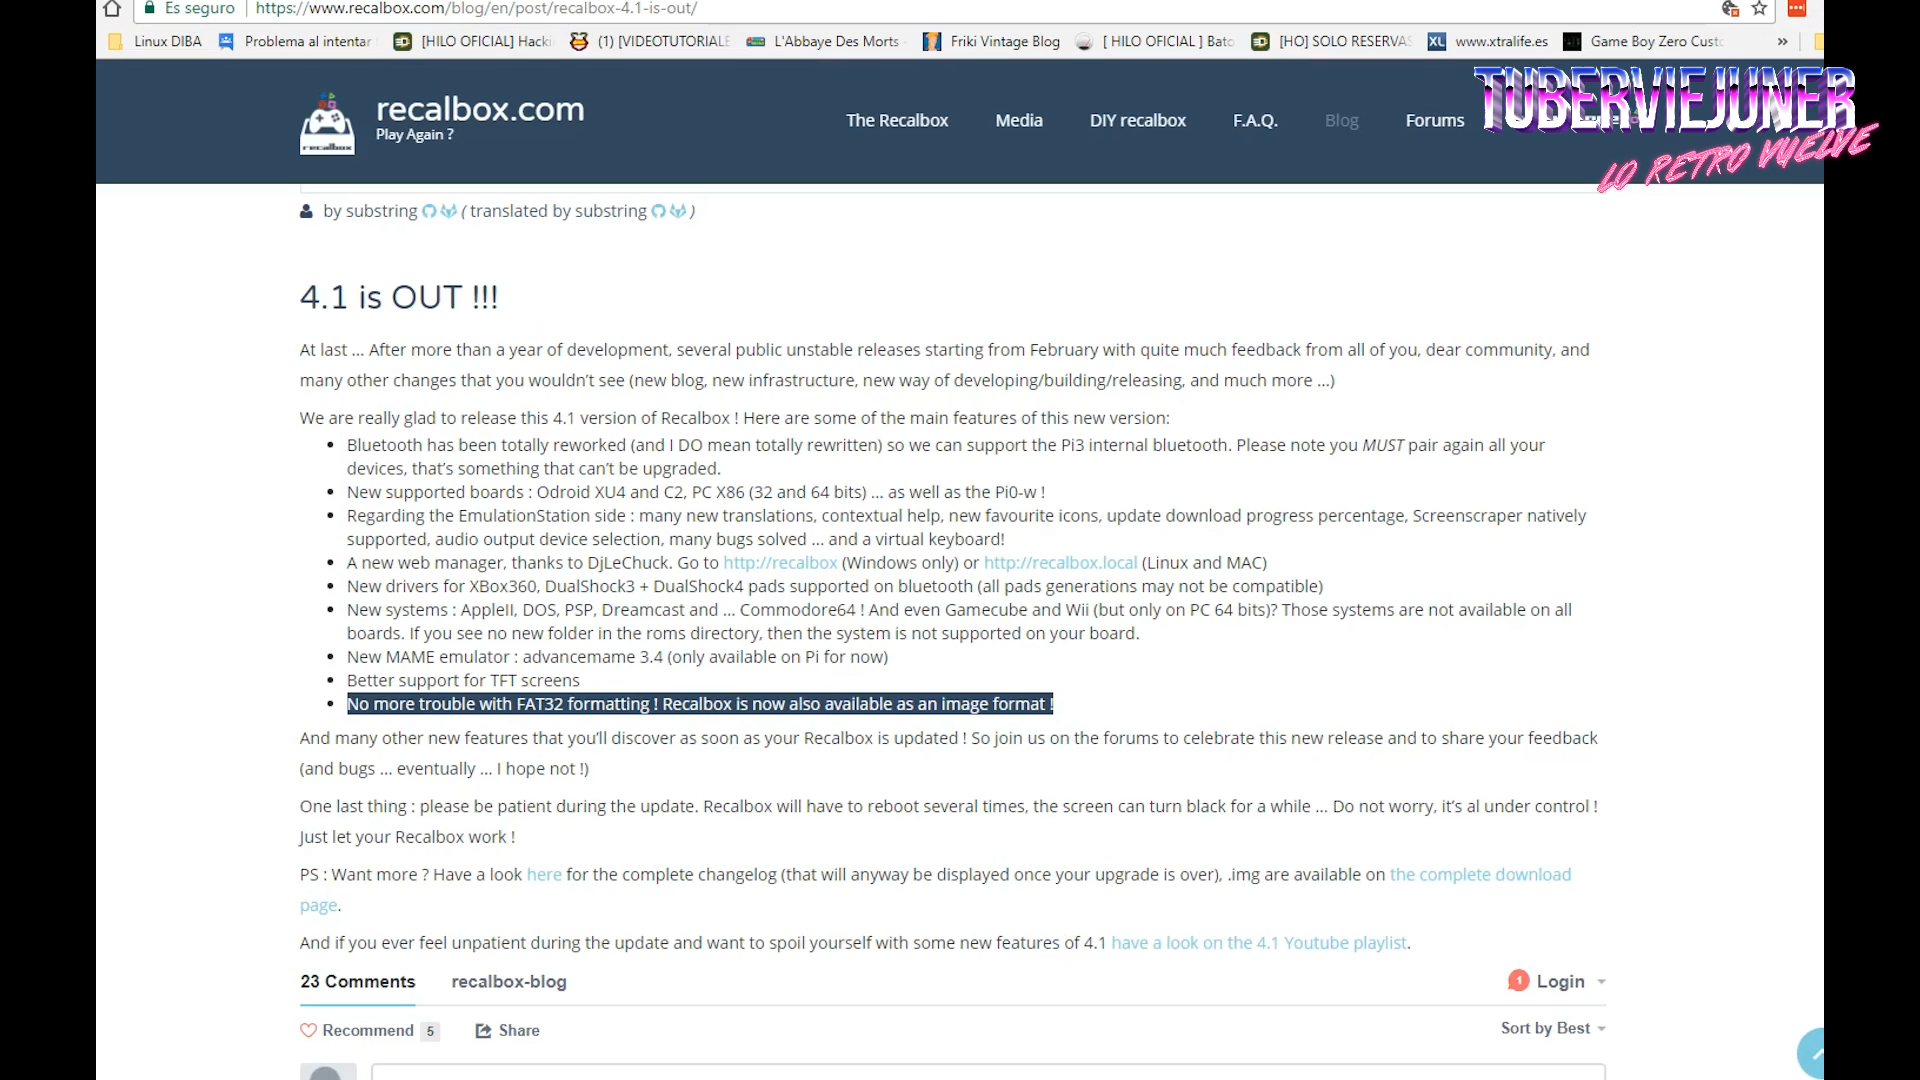 Es seguro https://www.recalbox.com/blog/en/post/recalbox-4.1-is-out/
Linux DIBA Problema al intentar [HILO OFICIAL] Hacki (1) [VIDEOTUTORIALE L'Abbaye Des Morts Friki Vintage Blog [ HILO OFICIAL ] Bato [HO] SOLO RESERVAS XL www.xtralife.es Game Boy Zero Custo »
TUBERVIEJUNER
LO RETRO VUELVE
recalbox recalbox.com
Play Again ?
The Recalbox Media DIY recalbox F.A.Q. Blog Forums
by substring ( translated by substring )
4.1 is OUT !!!
At last ... After more than a year of development, several public unstable releases starting from February with quite much feedback from all of you, dear community, and
many other changes that you wouldn't see (new blog, new infrastructure, new way of developing/building/releasing, and much more ...)
We are really glad to release this 4.1 version of Recalbox ! Here are some of the main features of this new version:
• Bluetooth has been totally reworked (and I DO mean totally rewritten) so we can support the Pi3 internal bluetooth. Please note you MUST pair again all your
devices, that's something that can't be upgraded.
• New supported boards : Odroid XU4 and C2, PC X86 (32 and 64 bits) ... as well as the Pi0-w !
• Regarding the EmulationStation side : many new translations, contextual help, new favourite icons, update download progress percentage, Screenscraper natively
supported, audio output device selection, many bugs solved ... and a virtual keyboard!
• A new web manager, thanks to DjLeChuck. Go to http://recalbox (Windows only) or http://recalbox.local (Linux and MAC)
• New drivers for XBox360, DualShock3 + DualShock4 pads supported on bluetooth (all pads generations may not be compatible)
• New systems : AppleII, DOS, PSP, Dreamcast and ... Commodore64 ! And even Gamecube and Wii (but only on PC 64 bits)? Those systems are not available on all
boards. If you see no new folder in the roms directory, then the system is not supported on your board.
• New MAME emulator : advancemame 3.4 (only available on Pi for now)
• Better support for TFT screens
• No more trouble with FAT32 formatting ! Recalbox is now also available as an image format !
And many other new features that you'll discover as soon as your Recalbox is updated ! So join us on the forums to celebrate this new release and to share your feedback
(and bugs ... eventually ... I hope not !)
One last thing : please be patient during the update. Recalbox will have to reboot several times, the screen can turn black for a while ... Do not worry, it's al under control !
Just let your Recalbox work !
PS : Want more ? Have a look here for the complete changelog (that will anyway be displayed once your upgrade is over), .img are available on the complete download
page.
And if you ever feel unpatient during the update and want to spoil yourself with some new features of 4.1 have a look on the 4.1 Youtube playlist.
23 Comments recalbox-blog 1 Login
Recommend 5 Share Sort by Best